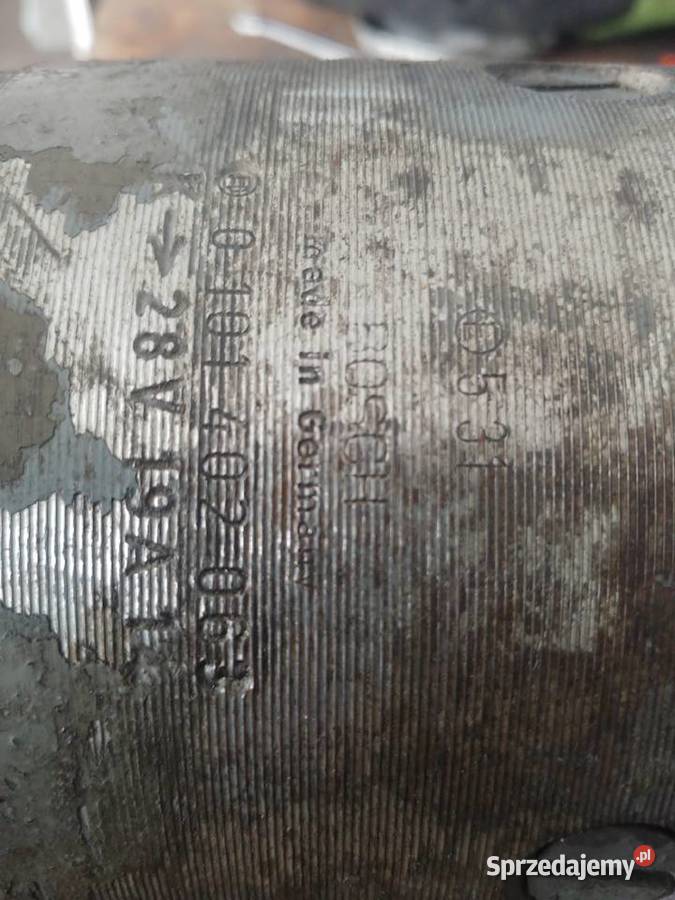 531
BOSCH
made in Germany
0 101 402 063
→ 28V 19A
Sprzedajemy.pl